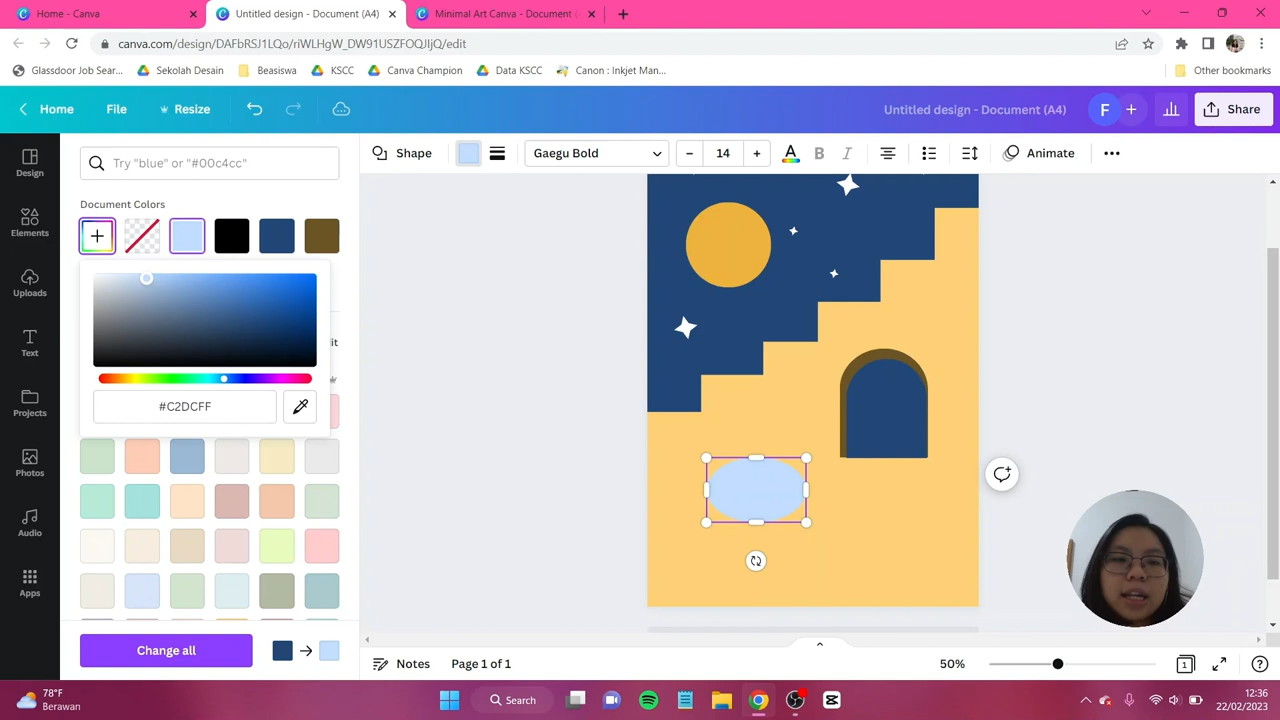 Home - Canva
Untitled design - Document (A4)
Minimal Art Canva - Document (
canva.com/design/DAFbRSJ1LQo/riWLHgW_DW91USZFOQJIjQ/edit
Glassdoor Job Sear...
Sekolah Desain
Beasiswa
KSCC
Canva Champion
Data KSCC
Canon : Inkjet Man...
Other bookmarks
Home
File
Resize
Untitled design - Document (A4)
F
Share
Design
Elements
Uploads
Text
Projects
Photos
Audio
Apps
Try "blue" or "#00c4cc"
Document Colors
#C2DCFF
it
Change all
Shape
Gaegu Bold
14
A
B
I
Animate
Notes
Page 1 of 1
50%
1
78°F
Berawan
Search
12:36
22/02/2023